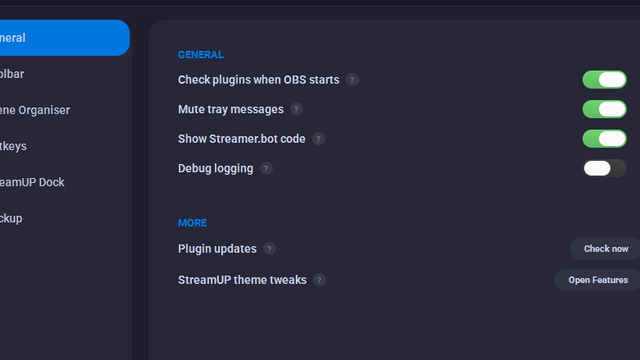 neral
olbar
ene Organiser
tkeys
eamUP Dock
ckup
GENERAL
Check plugins when OBS starts ?
Mute tray messages ?
Show Streamer.bot code ?
Debug logging ?
MORE
Plugin updates ? Check now
StreamUP theme tweaks ? Open Features